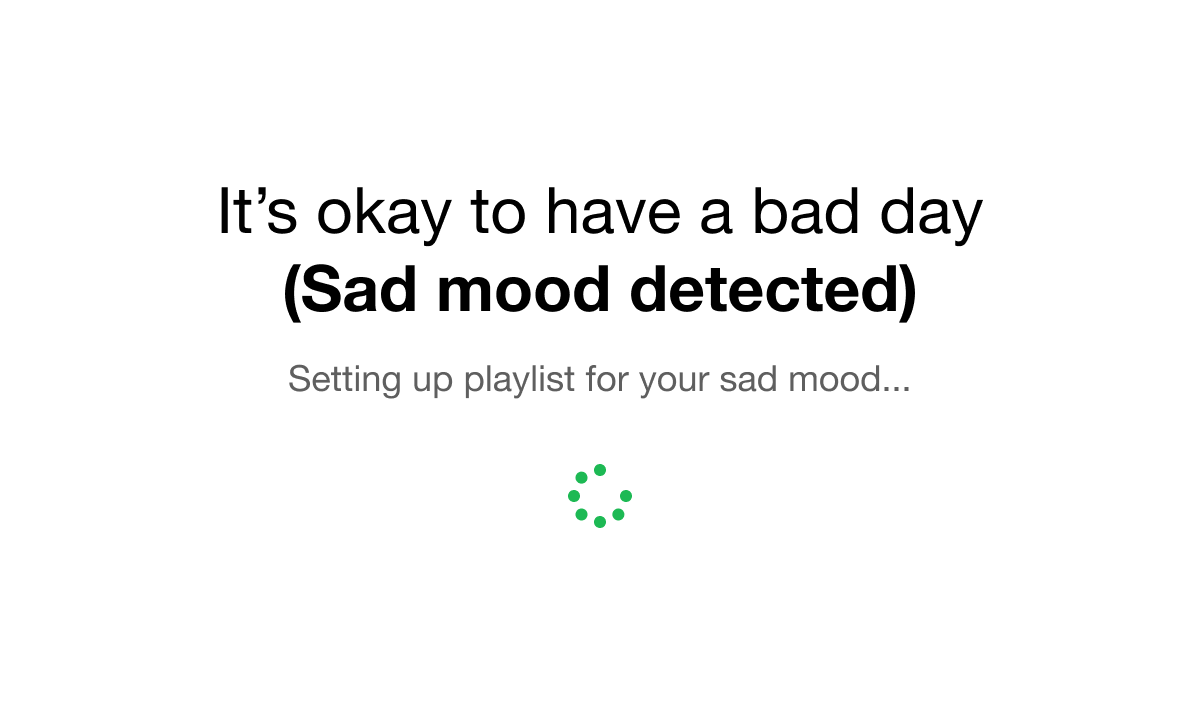 It’s okay to have a bad day
(Sad mood detected)
Setting up playlist for your sad mood...